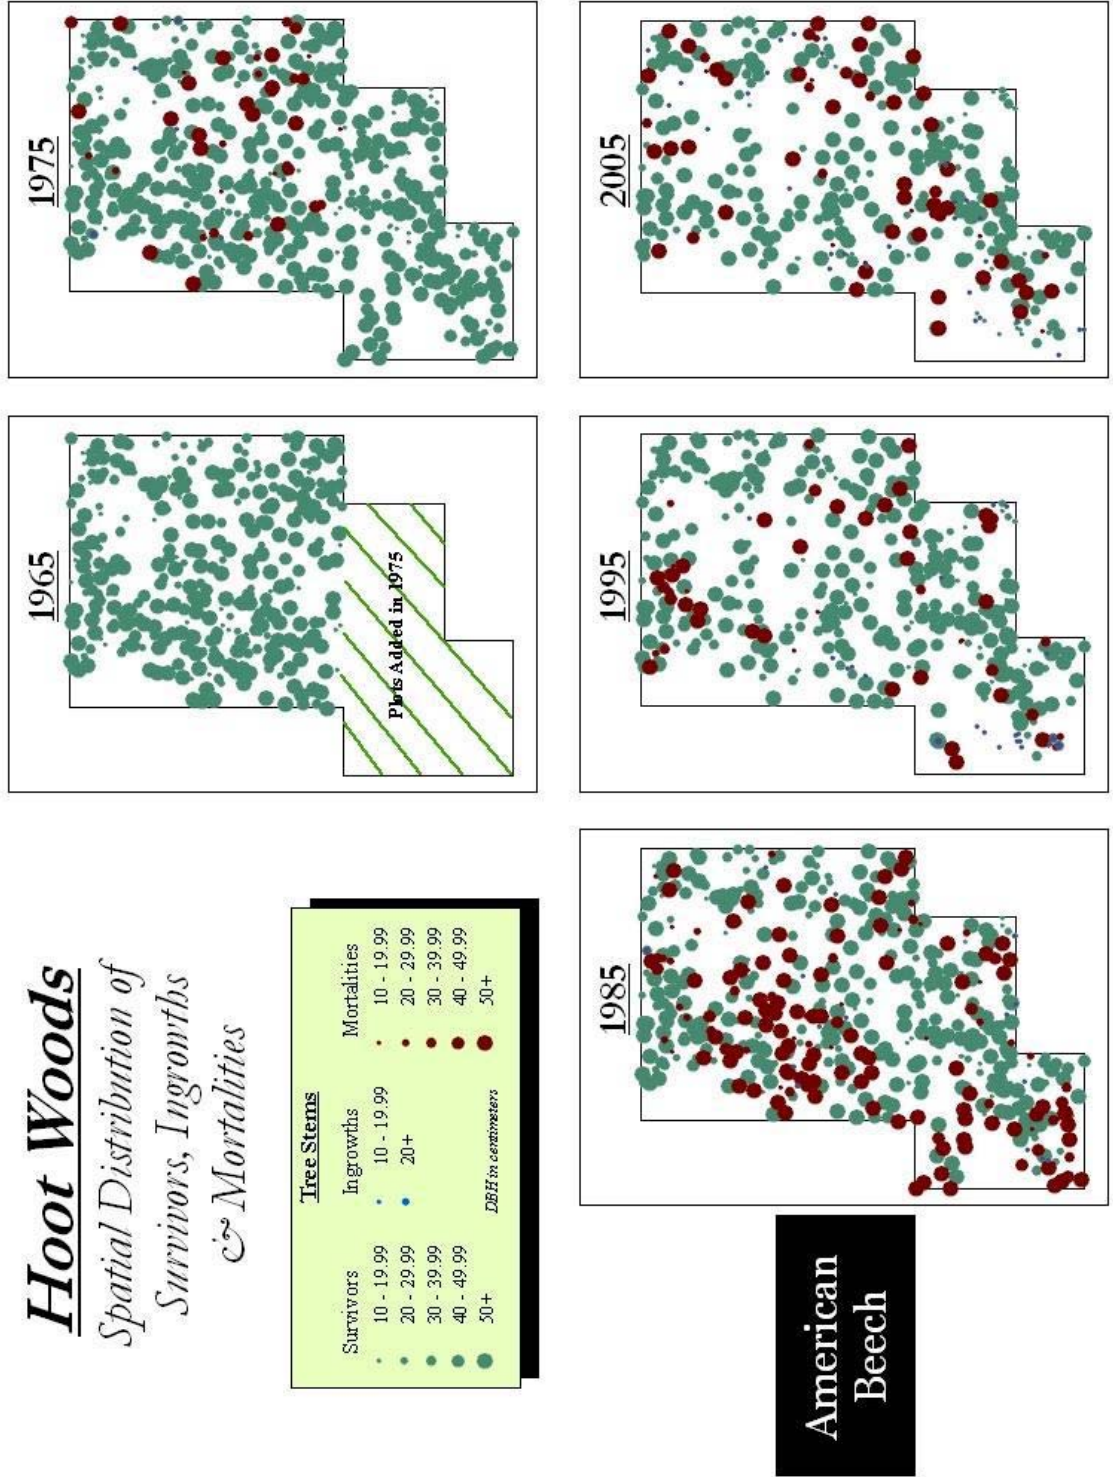 Hoot Woods
Spatial Distribution of
Survivors, Ingrowths
& Mortalities
Tree Stems
Survivors
10 - 19.99
20 - 29.99
30 - 39.99
40 - 49.99
50+
Ingrowths
10 - 19.99
20+
Mortalities
10 - 19.99
20 - 29.99
30 - 39.99
40 - 49.99
50+
DBH in centimeters
1965
Plots Added in 1975
1975
American
Beech
1985
1995
2005